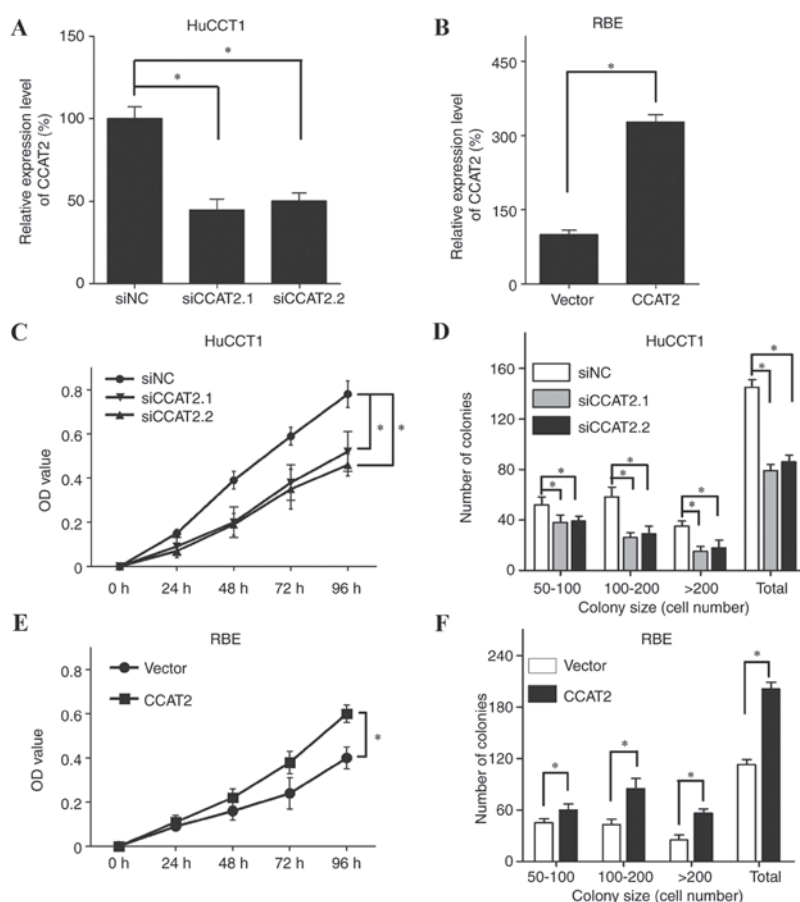 A
HuCCT1
Relative expression level
of CCAT2 (%)
150
100
50
0
*
*
siNC
siCCAT2.1
siCCAT2.2
B
RBE
Relative expression level
of CCAT2 (%)
450
300
150
0
*
Vector
CCAT2
C
HuCCT1
siNC
siCCAT2.1
siCCAT2.2
OD value
0.8
0.6
0.4
0.2
0
* *
0 h
24 h
48 h
72 h
96 h
D
HuCCT1
siNC
siCCAT2.1
siCCAT2.2
Number of colonies
160
120
80
40
0
*
*
*
*
*
*
*
*
50-100
100-200
>200
Total
Colony size (cell number)
E
RBE
Vector
CCAT2
OD value
0.8
0.6
0.4
0.2
0
*
0 h
24 h
48 h
72 h
96 h
F
RBE
Vector
CCAT2
Number of colonies
240
180
120
60
0
*
*
*
*
50-100
100-200
>200
Total
Colony size (cell number)